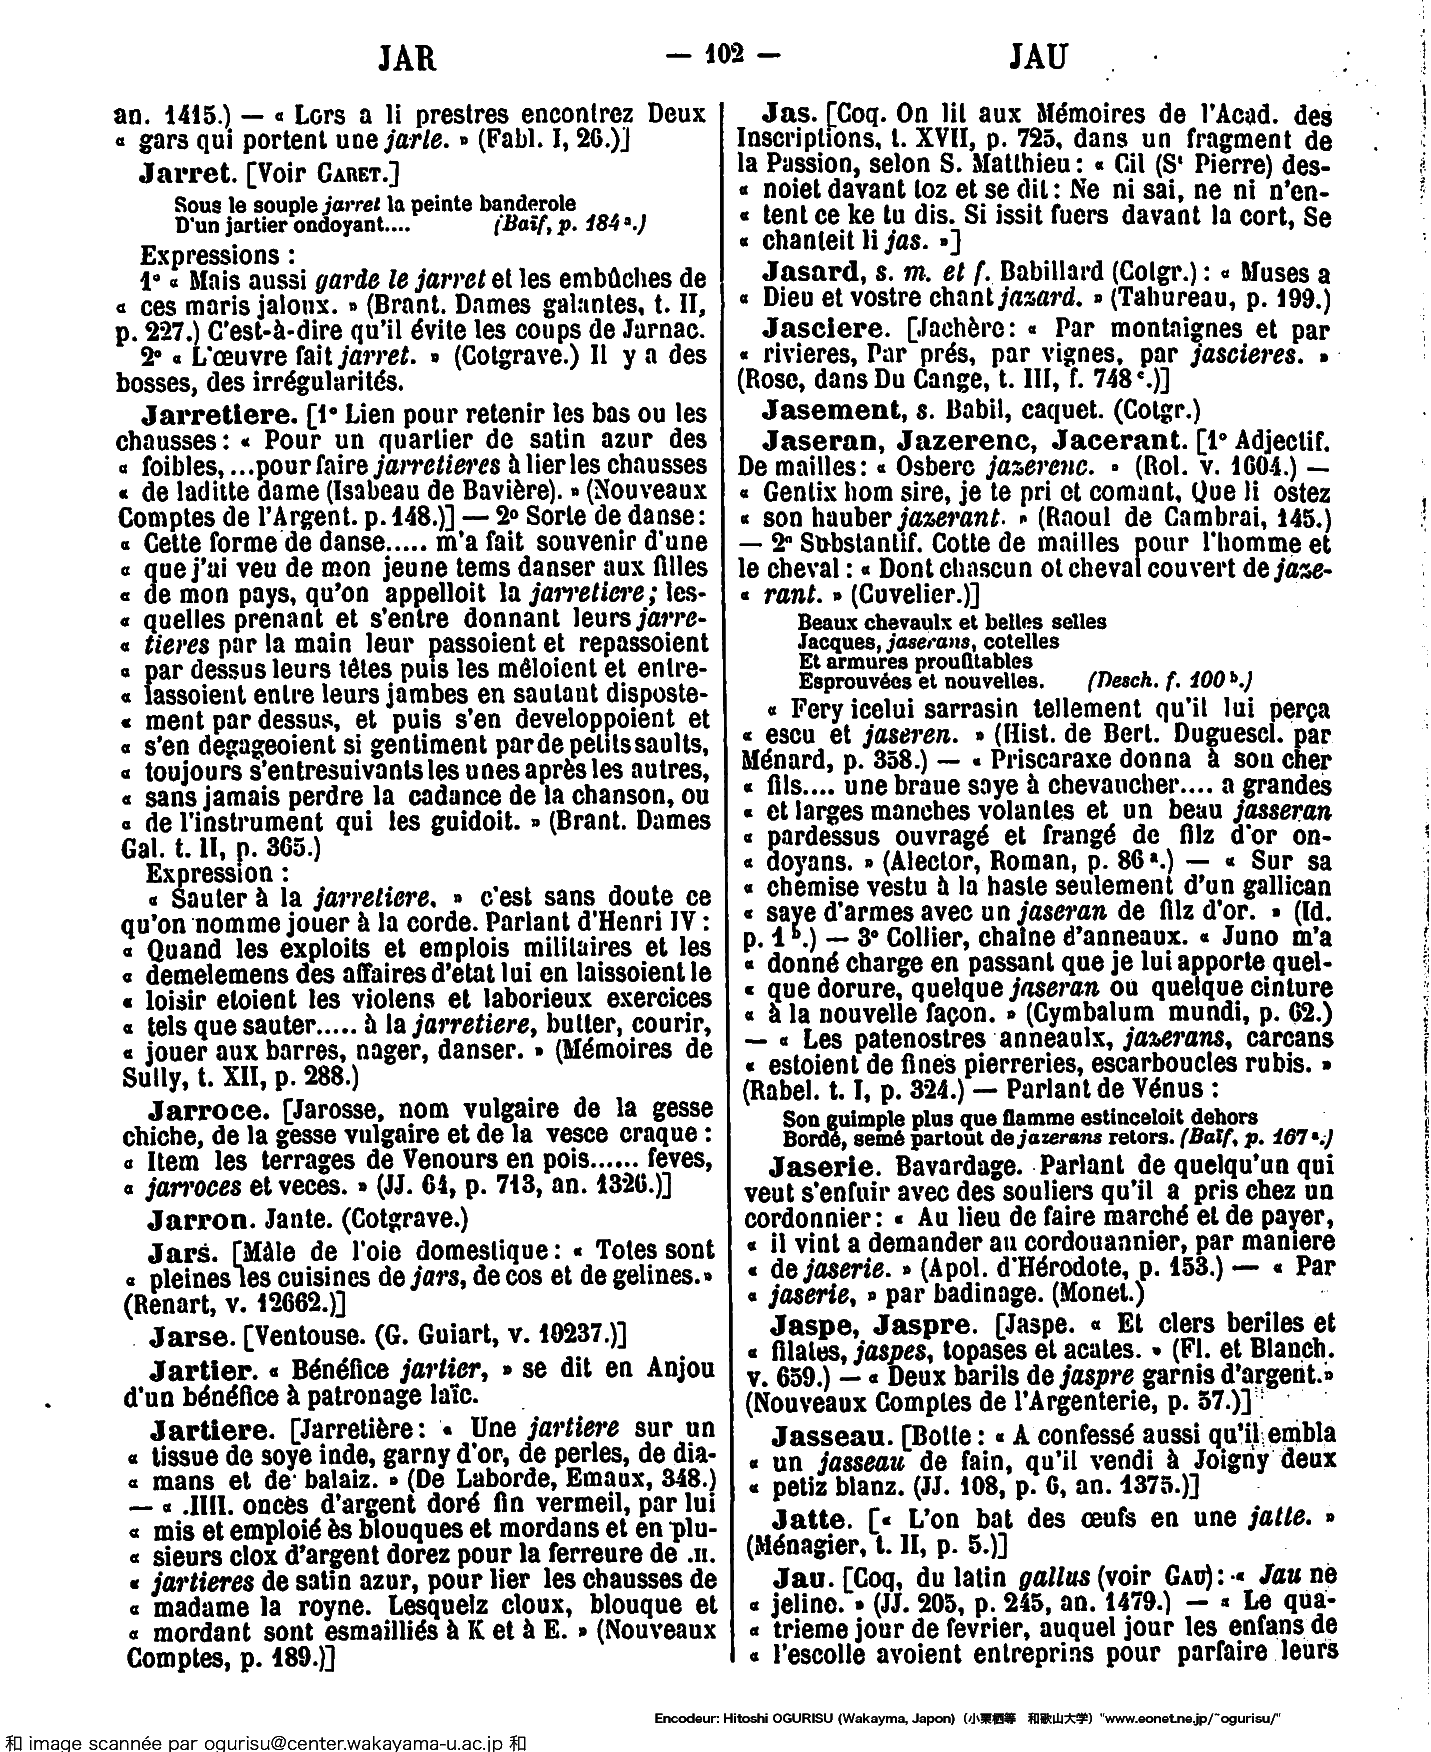 JAR — 102 — JAU
an. 1415.) — « Lors a li prestres encontrez Deux
« gars qui portent une jarle. » (Fabl. I, 26.)]
Jarret. [Voir CARET.]
Sous le souple jarret la peinte banderole
D'un jartier ondoyant.... (Baïf, p. 184 a.)
Expressions :
1° « Mais aussi garde le jarret et les embûches de
« ces maris jaloux. » (Brant. Dames galantes, t. II,
p. 227.) C'est-à-dire qu'il évite les coups de Jarnac.
2° « L'œuvre fait jarret. » (Cotgrave.) Il y a des
bosses, des irrégularités.
Jarretiere. [1° Lien pour retenir les bas ou les
chausses : « Pour un quartier de satin azur des
« foibles, ...pour faire jarretieres à lier les chausses
« de laditte dame (Isabeau de Bavière). » (Nouveaux
Comptes de l'Argent. p. 148.)] — 2° Sorte de danse :
« Cette forme de danse..... m'a fait souvenir d'une
« que j'ai veu de mon jeune tems danser aux filles
« de mon pays, qu'on appelloit la jarretiere ; les-
« quelles prenant et s'entre donnant leurs jarre-
« tieres par la main leur passoient et repassoient
« par dessus leurs têtes puis les mêloient et entre-
« lassoient entre leurs jambes en sautant disposte-
« ment par dessus, et puis s'en developpoient et
« s'en degageoient si gentiment par de petits saults,
« toujours s'entresuivants les unes après les autres,
« sans jamais perdre la cadance de la chanson, ou
« de l'instrument qui les guidoit. » (Brant. Dames
Gal. t. II, p. 365.)
Expression :
« Sauter à la jarretiere. » c'est sans doute ce
qu'on nomme jouer à la corde. Parlant d'Henri IV :
« Quand les exploits et emplois militaires et les
« demelemens des affaires d'etat lui en laissoient le
« loisir etoient les violens et laborieux exercices
« tels que sauter..... à la jarretiere, butter, courir,
« jouer aux barres, nager, danser. » (Mémoires de
Sully, t. XII, p. 288.)
Jarroce. [Jarosse, nom vulgaire de la gesse
chiche, de la gesse vulgaire et de la vesce craque :
« Item les terrages de Venours en pois...... feves,
« jarroces et veces. » (JJ. 64, p. 713, an. 1326.)]
Jarron. Jante. (Cotgrave.)
Jars. [Mâle de l'oie domestique : « Totes sont
« pleines les cuisines de jars, de cos et de gelines. »
(Renart, v. 12662.)]
Jarse. [Ventouse. (G. Guiart, v. 19237.)]
Jartier. « Bénéfice jartier, » se dit en Anjou
d'un bénéfice à patronage laïc.
Jartiere. [Jarretière : « Une jartiere sur un
« tissue de soye inde, garny d'or, de perles, de dia-
« mans et de balaiz. » (De Laborde, Emaux, 348.)
— « .IIII. onces d'argent doré fin vermeil, par lui
« mis et emploié ès blouques et mordans et en plu-
« sieurs clox d'argent dorez pour la ferreure de .II.
« jartieres de satin azur, pour lier les chausses de
« madame la royne. Lesquelz cloux, blouque et
« mordant sont esmailliés à K et à E. » (Nouveaux
Comptes, p. 189.)]
Jas. [Coq. On lit aux Mémoires de l'Acad. des
Inscriptions, t. XVII, p. 725, dans un fragment de
la Passion, selon S. Matthieu : « Cil (St Pierre) des-
« noiet davant toz et se dit : Ne ni sai, ne ni n'en-
« tent ce ke tu dis. Si issit fuers davant la cort, Se
« chanteit li jas. »]
Jasard, s. m. et f. Babillard (Cotgr.) : « Muses a
« Dieu et vostre chant jazard. » (Tahureau, p. 199.)
Jasciere. [Jachère : « Par montaignes et par
« rivieres, Par prés, par vignes, par jascieres. »
(Rose, dans Du Cange, t. III, f. 748 c.)]
Jasement, s. Babil, caquet. (Cotgr.)
Jaseran, Jazerenc, Jacerant. [1° Adjectif.
De mailles : « Osberc jazerenc. » (Rol. v. 1604.) —
« Gentix hom sire, je te pri et comant, Que li ostez
« son hauber jazerant. » (Raoul de Cambrai, 145.)
— 2° Substantif. Cotte de mailles pour l'homme et
le cheval : « Dont chascun ot cheval couvert de jaze-
« rant. » (Cuvelier.)]
Beaux chevaulx et belles selles
Jacques, jaserans, cotelles
Et armures proufitables
Esprouvées et nouvelles. (Desch. f. 100 b.)
« Fery icelui sarrasin tellement qu'il lui perça
« escu et jaseren. » (Hist. de Bert. Duguescl. par
Ménard, p. 358.) — « Priscaraxe donna à son cher
« fils.... une braue saye à chevaucher.... a grandes
« et larges manches volantes et un beau jasseran
« pardessus ouvragé et frangé de filz d'or on-
« doyans. » (Alector, Roman, p. 86 a.) — « Sur sa
« chemise vestu à la haste seulement d'un gallican
« saye d'armes avec un jaseran de filz d'or. » (Id.
p. 1 b.) — 3° Collier, chaîne d'anneaux. « Juno m'a
« donné charge en passant que je lui apporte quel-
« que dorure, quelque jaseran ou quelque cinture
« à la nouvelle façon. » (Cymbalum mundi, p. 62.)
— « Les patenostres anneaulx, jazerans, carcans
« estoient de fines pierreries, escarboucles rubis. »
(Rabel. t. I, p. 324.) — Parlant de Vénus :
Son guimple plus que flamme estinceloit dehors
Bordé, semé partout de jazerans retors. (Baïf, p. 167 a.)
Jaserie. Bavardage. Parlant de quelqu'un qui
veut s'enfuir avec des souliers qu'il a pris chez un
cordonnier : « Au lieu de faire marché et de payer,
« il vint a demander au cordouannier, par maniere
« de jaserie. » (Apol. d'Hérodote, p. 153.) — « Par
« jaserie, » par badinage. (Monet.)
Jaspe, Jaspre. [Jaspe. « Et clers beriles et
« filates, jaspes, topases et acates. » (Fl. et Blanch.
v. 659.) — « Deux barils de jaspre garnis d'argent. »
(Nouveaux Comptes de l'Argenterie, p. 57.)]
Jasseau. [Botte : « A confessé aussi qu'il embla
« un jasseau de fain, qu'il vendi à Joigny deux
« petiz blanz. (JJ. 108, p. 6, an. 1375.)]
Jatte. [« L'on bat des œufs en une jatte. »
(Ménagier, t. II, p. 5.)]
Jau. [Coq, du latin gallus (voir GAU) : « Jau ne
« jeline. » (JJ. 205, p. 245, an. 1479.) — « Le qua-
« trieme jour de fevrier, auquel jour les enfans de
« l'escolle avoient entreprins pour parfaire leurs
Encodeur: Hitoshi OGURISU (Wakayma, Japon)（小栗栖等 和歌山大学）"www.eonet.ne.jp/~ogurisu/"
和 image scannée par ogurisu@center.wakayama-u.ac.jp 和